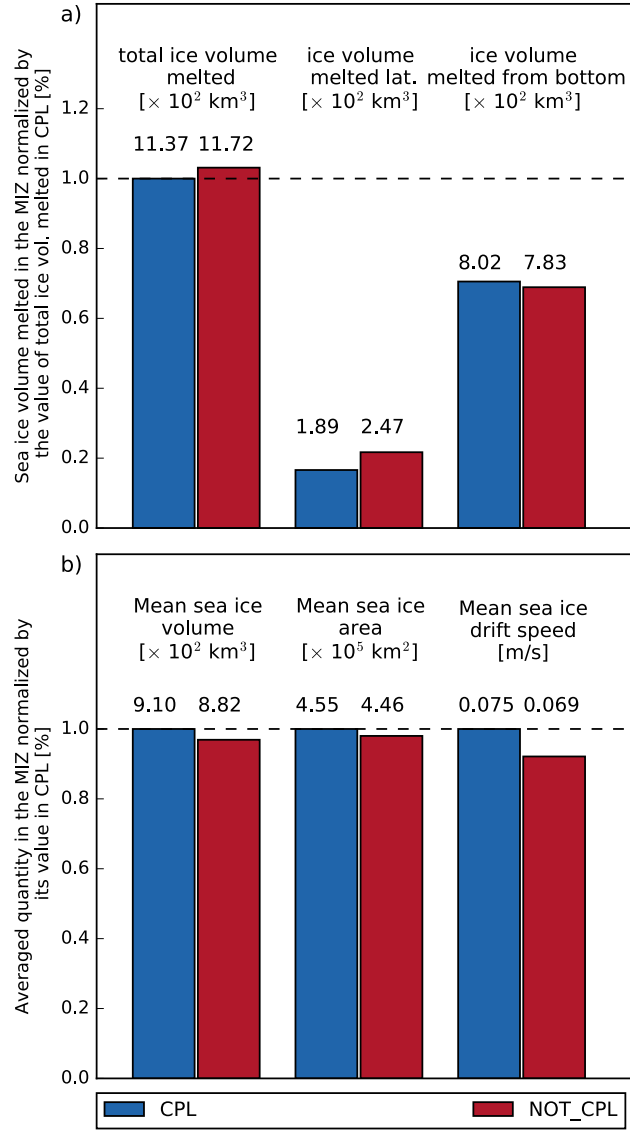 a)
total ice volume melted [× 10² km³]
ice volume melted lat. [× 10² km³]
ice volume melted from bottom [× 10² km³]
Sea ice volume melted in the MIZ normalized by
the value of total ice vol. melted in CPL [%]
1.2
1.0
0.8
0.6
0.4
0.2
0.0
11.37 11.72
1.89 2.47
8.02 7.83
b)
Mean sea ice volume [× 10² km³]
Mean sea ice area [× 10⁵ km²]
Mean sea ice drift speed [m/s]
Averaged quantity in the MIZ normalized by
its value in CPL [%]
1.0
0.8
0.6
0.4
0.2
0.0
9.10 8.82
4.55 4.46
0.075 0.069
CPL
NOT_CPL